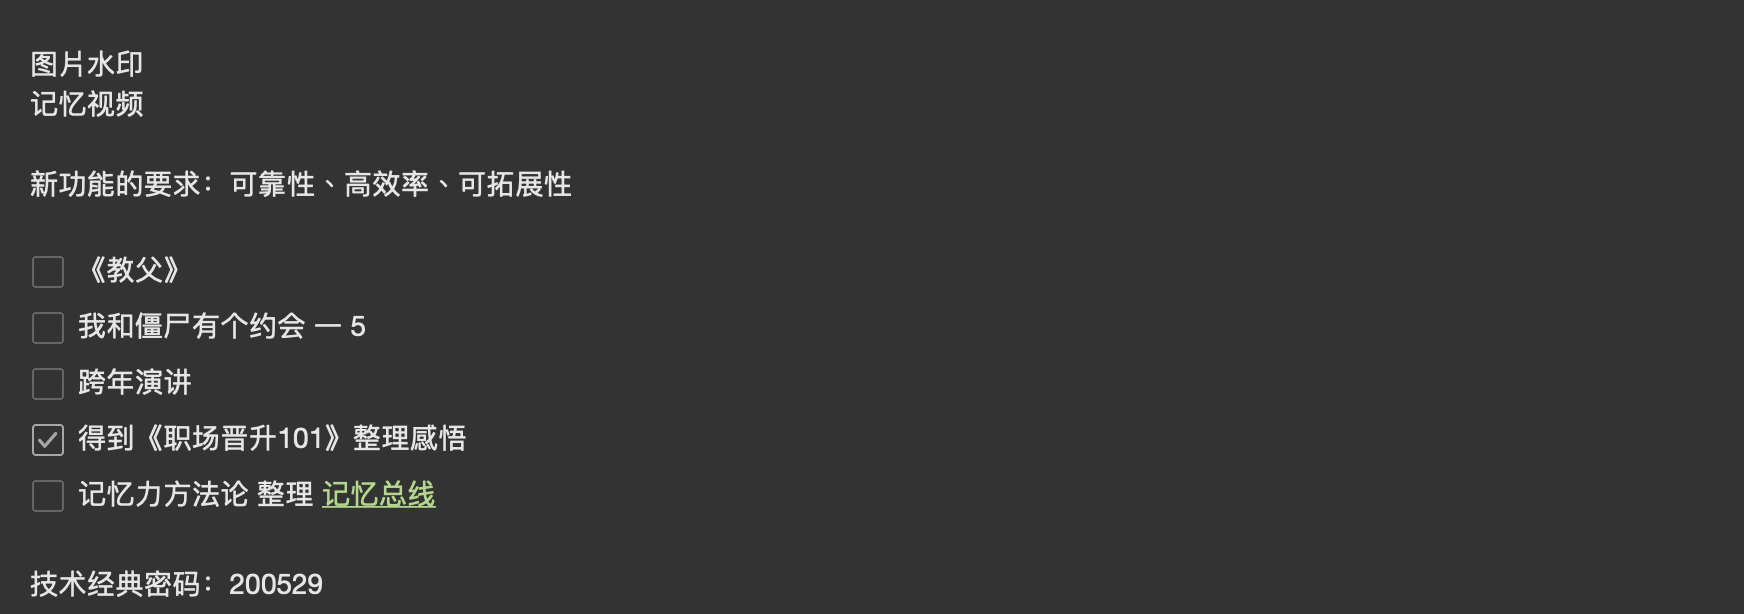 图片水印
记忆视频
新功能的要求：可靠性、高效率、可拓展性
《教父》
我和僵尸有个约会 一 5
跨年演讲
得到《职场晋升101》整理感悟
记忆力方法论 整理 记忆总线
技术经典密码：200529